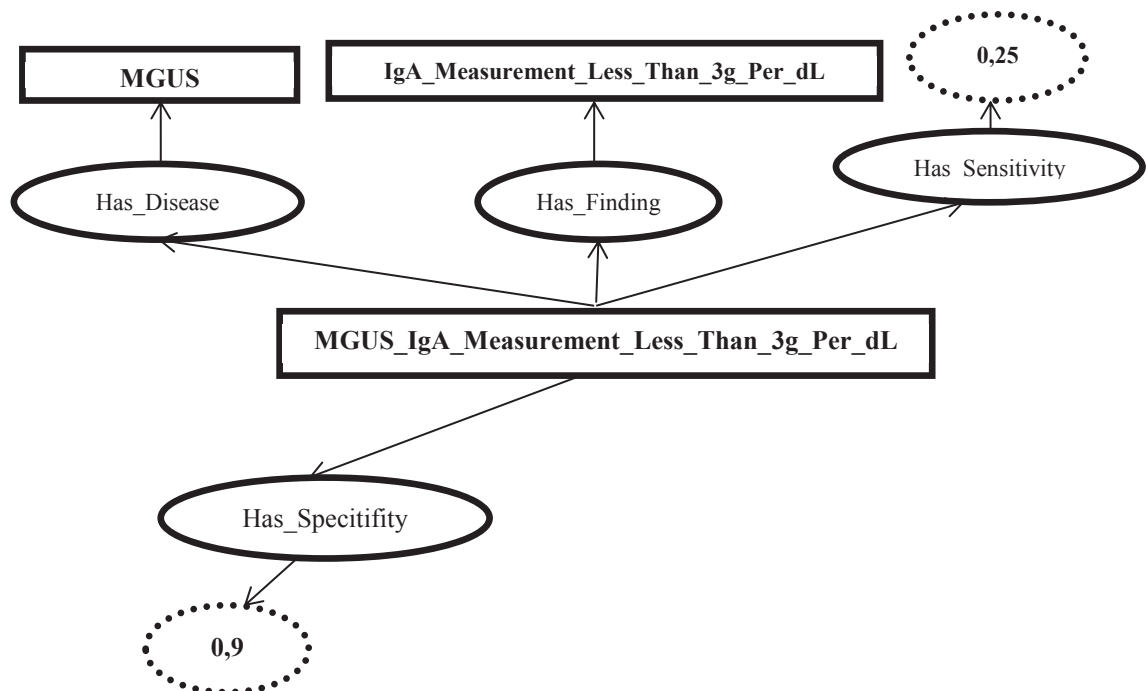 MGUS
IgA_Measurement_Less_Than_3g_Per_dL
0,25
Has_Disease
Has_Finding
Has_Sensitivity
MGUS_IgA_Measurement_Less_Than_3g_Per_dL
Has_Specitifity
0,9